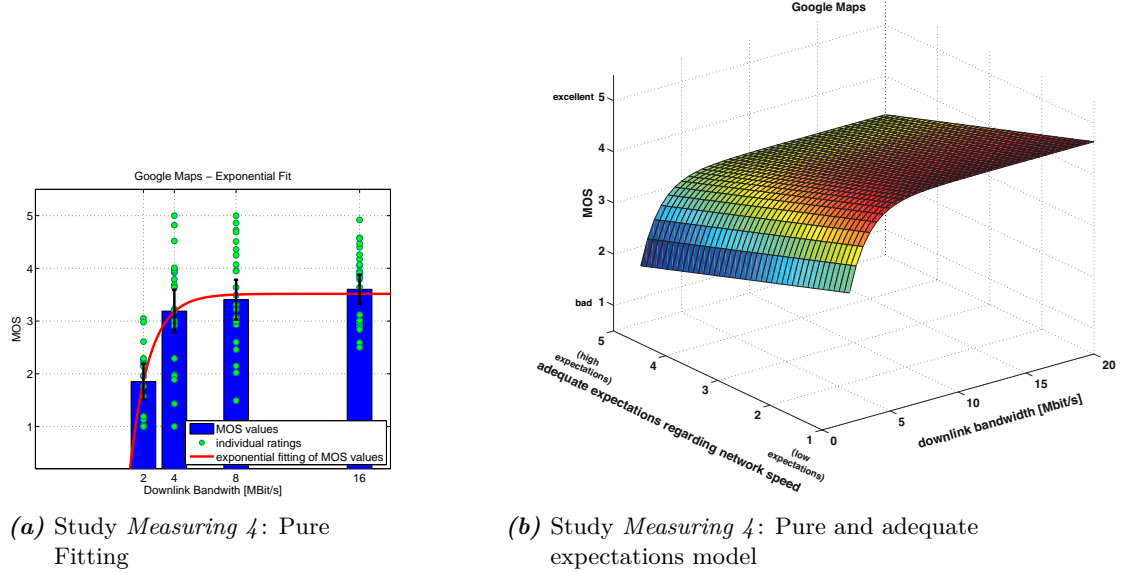 Google Maps – Exponential Fit
5
4
3
2
1
MOS
MOS values
individual ratings
exponential fitting of MOS values
2 4 8 16
Downlink Bandwith [MBit/s]
(a) Study Measuring 4: Pure
Fitting
Google Maps
excellent 5
4
3
2
bad 1
MOS
5
4
3
2
1
(high
expectations)
adequate expectations regarding network speed
(low
expectations)
0
5
10
15
20
downlink bandwidth [Mbit/s]
(b) Study Measuring 4: Pure and adequate
expectations model